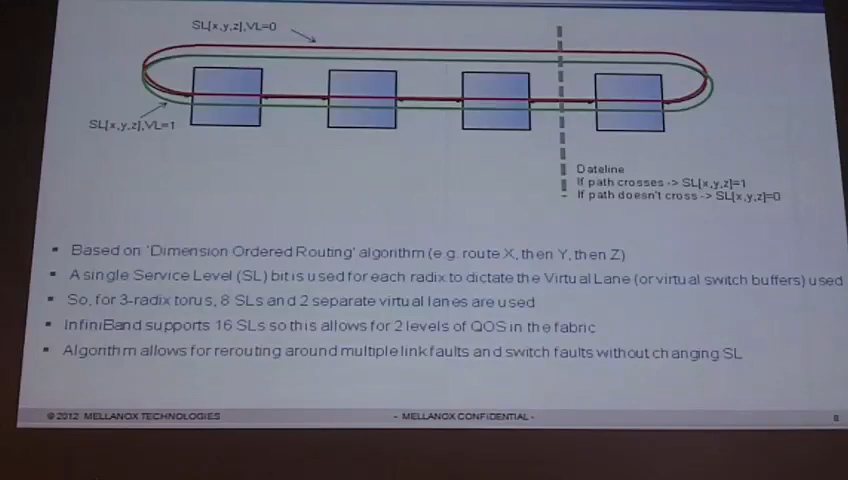 SL[x,y,z],VL=0
SL[x,y,z],VL=1
Dateline
If path crosses -> SL[x,y,z]=1
If path doesn't cross -> SL[x,y,z]=0
Based on 'Dimension Ordered Routing' algorithm (e.g. route X, then Y, then Z)
A single Service Level (SL) bit is used for each radix to dictate the Virtual Lane (or virtual switch buffers) used
So, for 3-radix torus, 8 SLs and 2 separate virtual lanes are used
InfiniBand supports 16 SLs so this allows for 2 levels of QOS in the fabric
Algorithm allows for rerouting around multiple link faults and switch faults without changing SL
© 2012 MELLANOX TECHNOLOGIES
- MELLANOX CONFIDENTIAL -
8